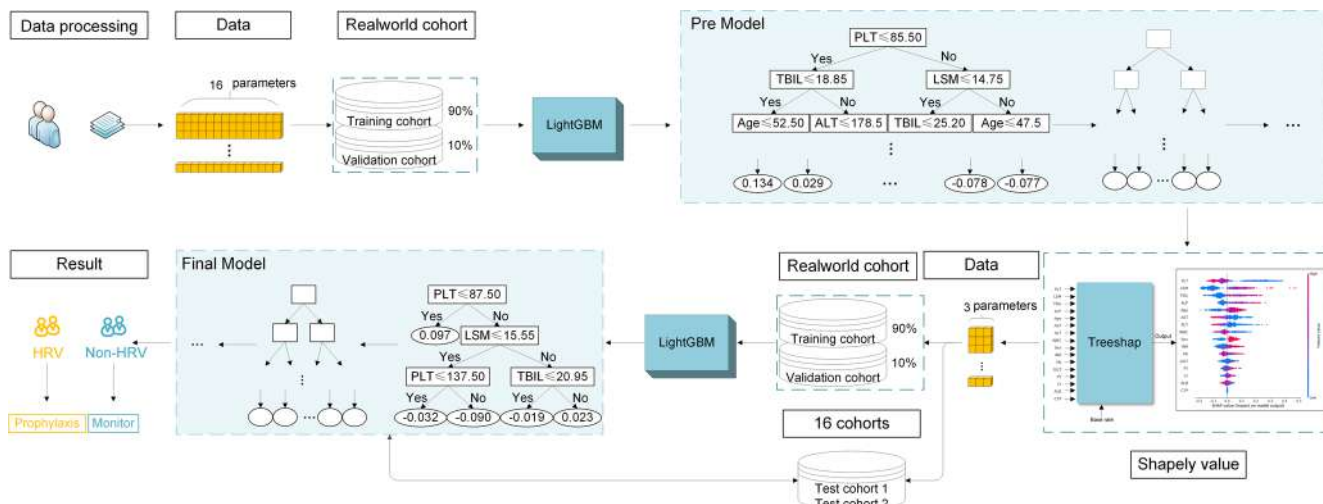 Data processing
Data
Realworld cohort
Pre Model
16 parameters
Training cohort
90%
Validation cohort
10%
LightGBM
PLT≤85.50
Yes
No
TBIL≤18.85
LSM≤14.75
Yes
No
Yes
No
Age≤52.50
ALT≤178.5
TBIL≤25.20
Age≤47.5
...
0.134
0.029
...
-0.078
-0.077
...
...
Result
Final Model
Realworld cohort
Data
HRV
Non-HRV
Prophylaxis
Monitor
...
PLT≤87.50
Yes
No
0.097
LSM≤15.55
Yes
No
PLT≤137.50
TBIL≤20.95
Yes
No
Yes
No
-0.032
-0.090
-0.019
0.023
...
LightGBM
Training cohort
90%
Validation cohort
10%
3 parameters
16 cohorts
Test cohort 1
Test cohort 2
Treeshap
Output
Base rate
Shapely value